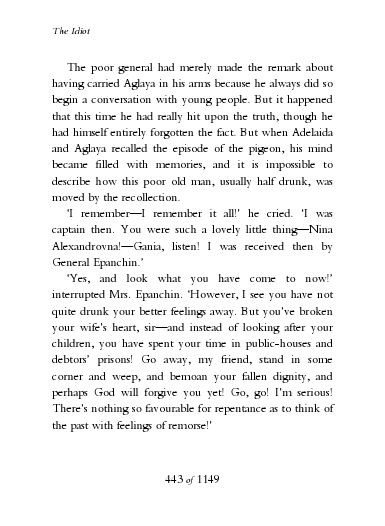 The Idiot
The poor general had merely made the remark about
having carried Aglaya in his arms because he always did so
begin a conversation with young people. But it happened
that this time he had really hit upon the truth, though he
had himself entirely forgotten the fact. But when Adelaida
and Aglaya recalled the episode of the pigeon, his mind
became filled with memories, and it is impossible to
describe how this poor old man, usually half drunk, was
moved by the recollection.
‘I remember—I remember it all!’ he cried. ‘I was
captain then. You were such a lovely little thing—Nina
Alexandrovna!—Gania, listen! I was received then by
General Epanchin.’
‘Yes, and look what you have come to now!’
interrupted Mrs. Epanchin. ‘However, I see you have not
quite drunk your better feelings away. But you’ve broken
your wife’s heart, sir—and instead of looking after your
children, you have spent your time in public-houses and
debtors’ prisons! Go away, my friend, stand in some
corner and weep, and bemoan your fallen dignity, and
perhaps God will forgive you yet! Go, go! I’m serious!
There’s nothing so favourable for repentance as to think of
the past with feelings of remorse!’
443 of 1149